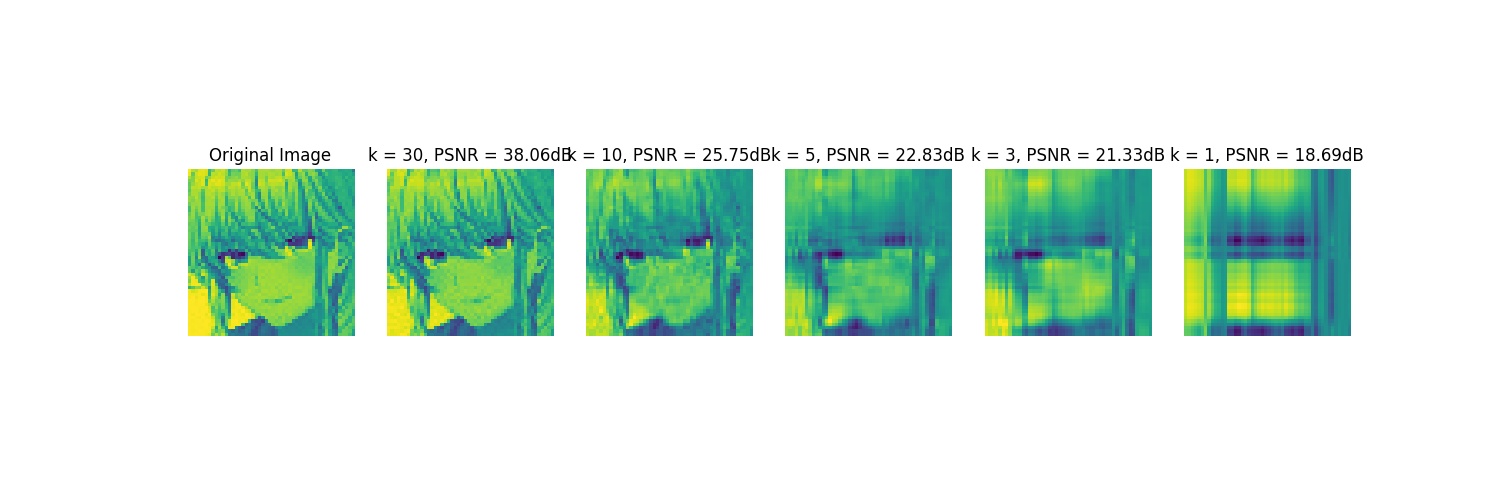 Original Image
k = 30, PSNR = 38.06dB
k = 10, PSNR = 25.75dB
k = 5, PSNR = 22.83dB
k = 3, PSNR = 21.33dB
k = 1, PSNR = 18.69dB